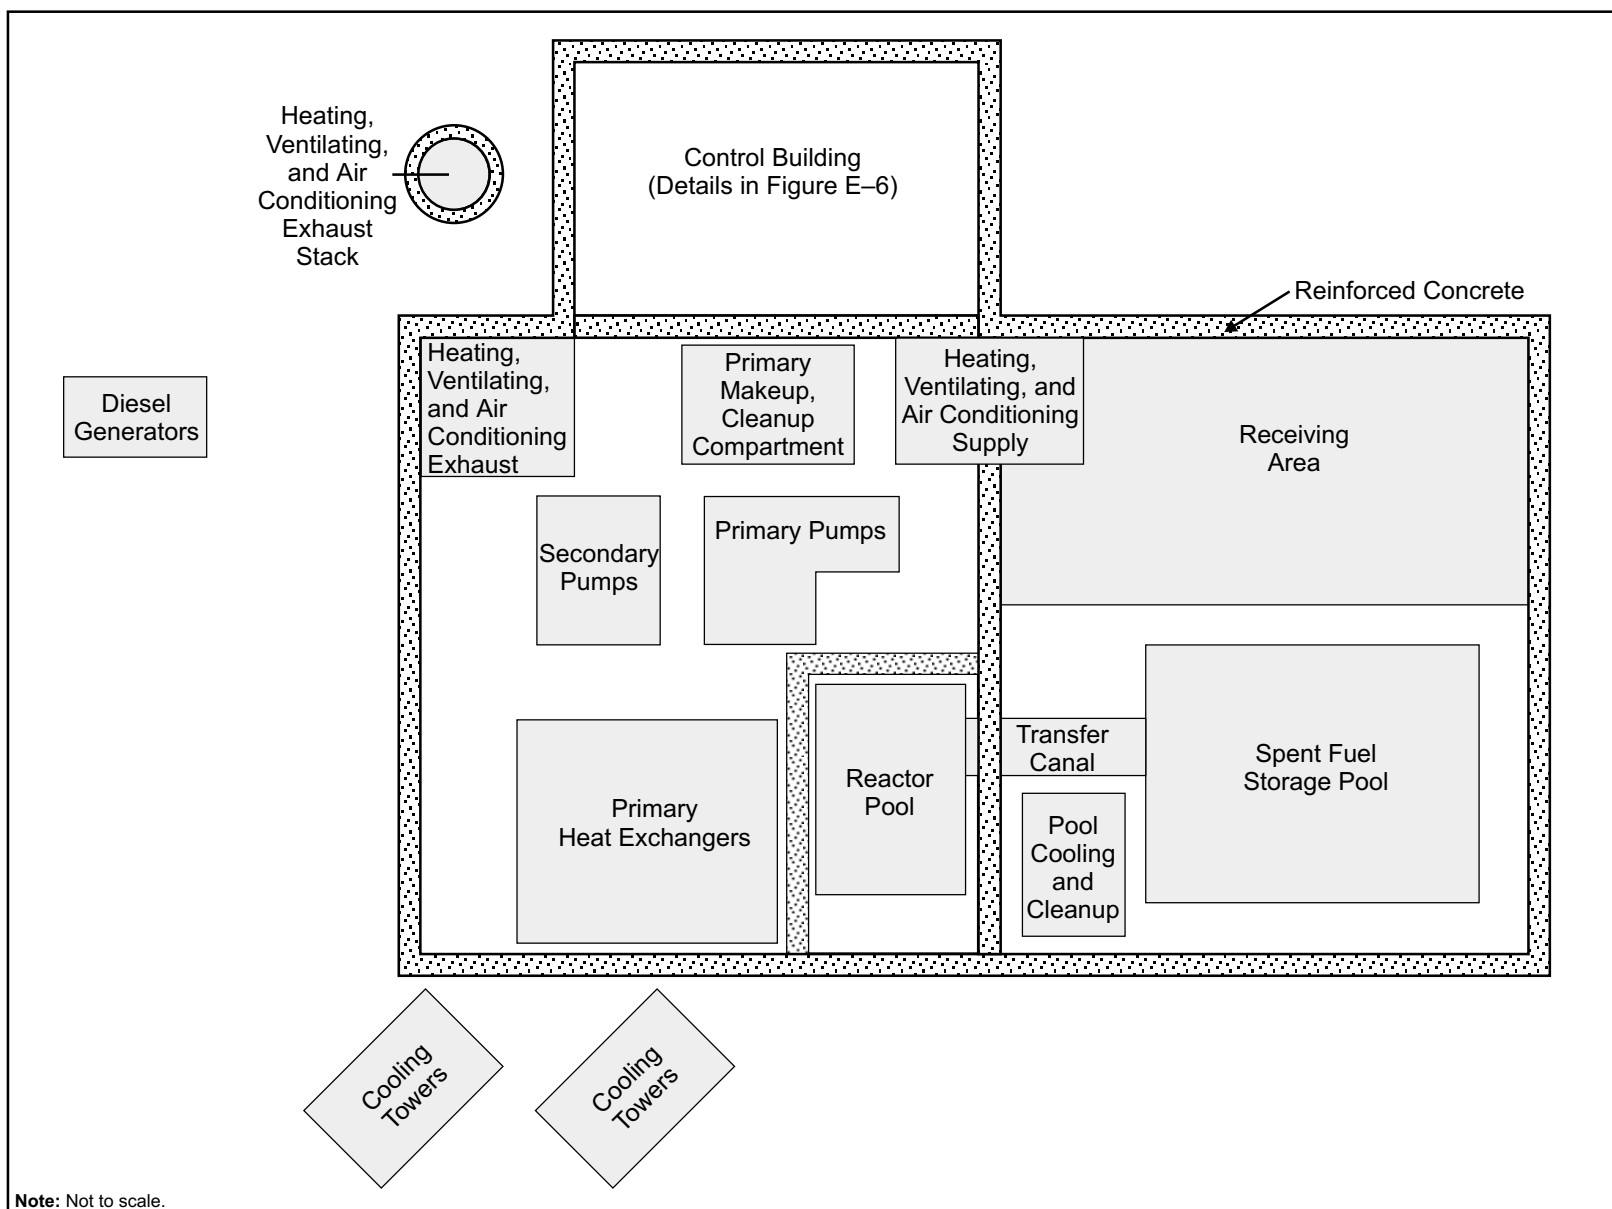 Heating,
Ventilating,
and Air
Conditioning
Exhaust
Stack
Control Building
(Details in Figure E–6)
Reinforced Concrete
Diesel
Generators
Heating,
Ventilating,
and Air
Conditioning
Exhaust
Primary
Makeup,
Cleanup
Compartment
Heating,
Ventilating, and
Air Conditioning
Supply
Receiving
Area
Secondary
Pumps
Primary Pumps
Primary
Heat Exchangers
Reactor
Pool
Transfer
Canal
Spent Fuel
Storage Pool
Pool
Cooling
and
Cleanup
Cooling
Towers
Cooling
Towers
Note: Not to scale.